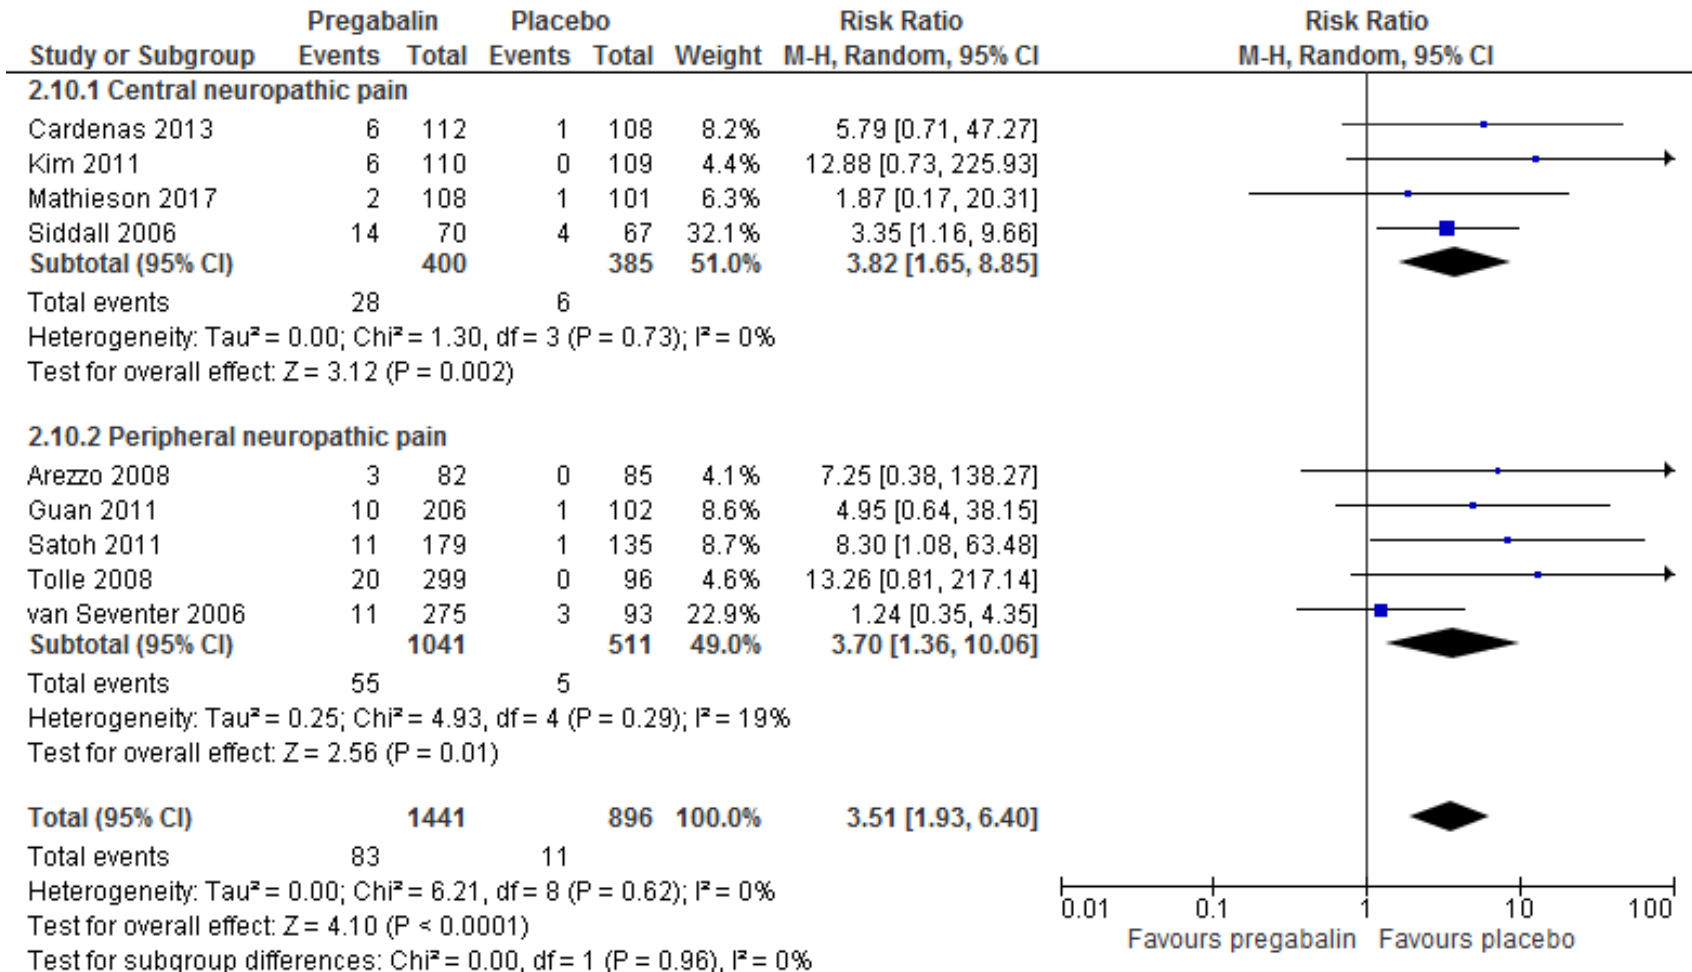 Pregabalin Placebo Risk Ratio Risk Ratio
Study or Subgroup Events Total Events Total Weight M-H, Random, 95% CI M-H, Random, 95% CI
2.10.1 Central neuropathic pain
Cardenas 2013 6 112 1 108 8.2% 5.79 [0.71, 47.27]
Kim 2011 6 110 0 109 4.4% 12.88 [0.73, 225.93]
Mathieson 2017 2 108 1 101 6.3% 1.87 [0.17, 20.31]
Siddall 2006 14 70 4 67 32.1% 3.35 [1.16, 9.66]
Subtotal (95% CI) 400 385 51.0% 3.82 [1.65, 8.85]
Total events 28 6
Heterogeneity: Tau² = 0.00; Chi² = 1.30, df = 3 (P = 0.73); I² = 0%
Test for overall effect: Z = 3.12 (P = 0.002)
2.10.2 Peripheral neuropathic pain
Arezzo 2008 3 82 0 85 4.1% 7.25 [0.38, 138.27]
Guan 2011 10 206 1 102 8.6% 4.95 [0.64, 38.15]
Satoh 2011 11 179 1 135 8.7% 8.30 [1.08, 63.48]
Tolle 2008 20 299 0 96 4.6% 13.26 [0.81, 217.14]
van Seventer 2006 11 275 3 93 22.9% 1.24 [0.35, 4.35]
Subtotal (95% CI) 1041 511 49.0% 3.70 [1.36, 10.06]
Total events 55 5
Heterogeneity: Tau² = 0.25; Chi² = 4.93, df = 4 (P = 0.29); I² = 19%
Test for overall effect: Z = 2.56 (P = 0.01)
Total (95% CI) 1441 896 100.0% 3.51 [1.93, 6.40]
Total events 83 11
Heterogeneity: Tau² = 0.00; Chi² = 6.21, df = 8 (P = 0.62); I² = 0%
Test for overall effect: Z = 4.10 (P < 0.0001)
Test for subgroup differences: Chi² = 0.00, df = 1 (P = 0.96), I² = 0%
0.01 0.1 1 10 100
Favours pregabalin Favours placebo